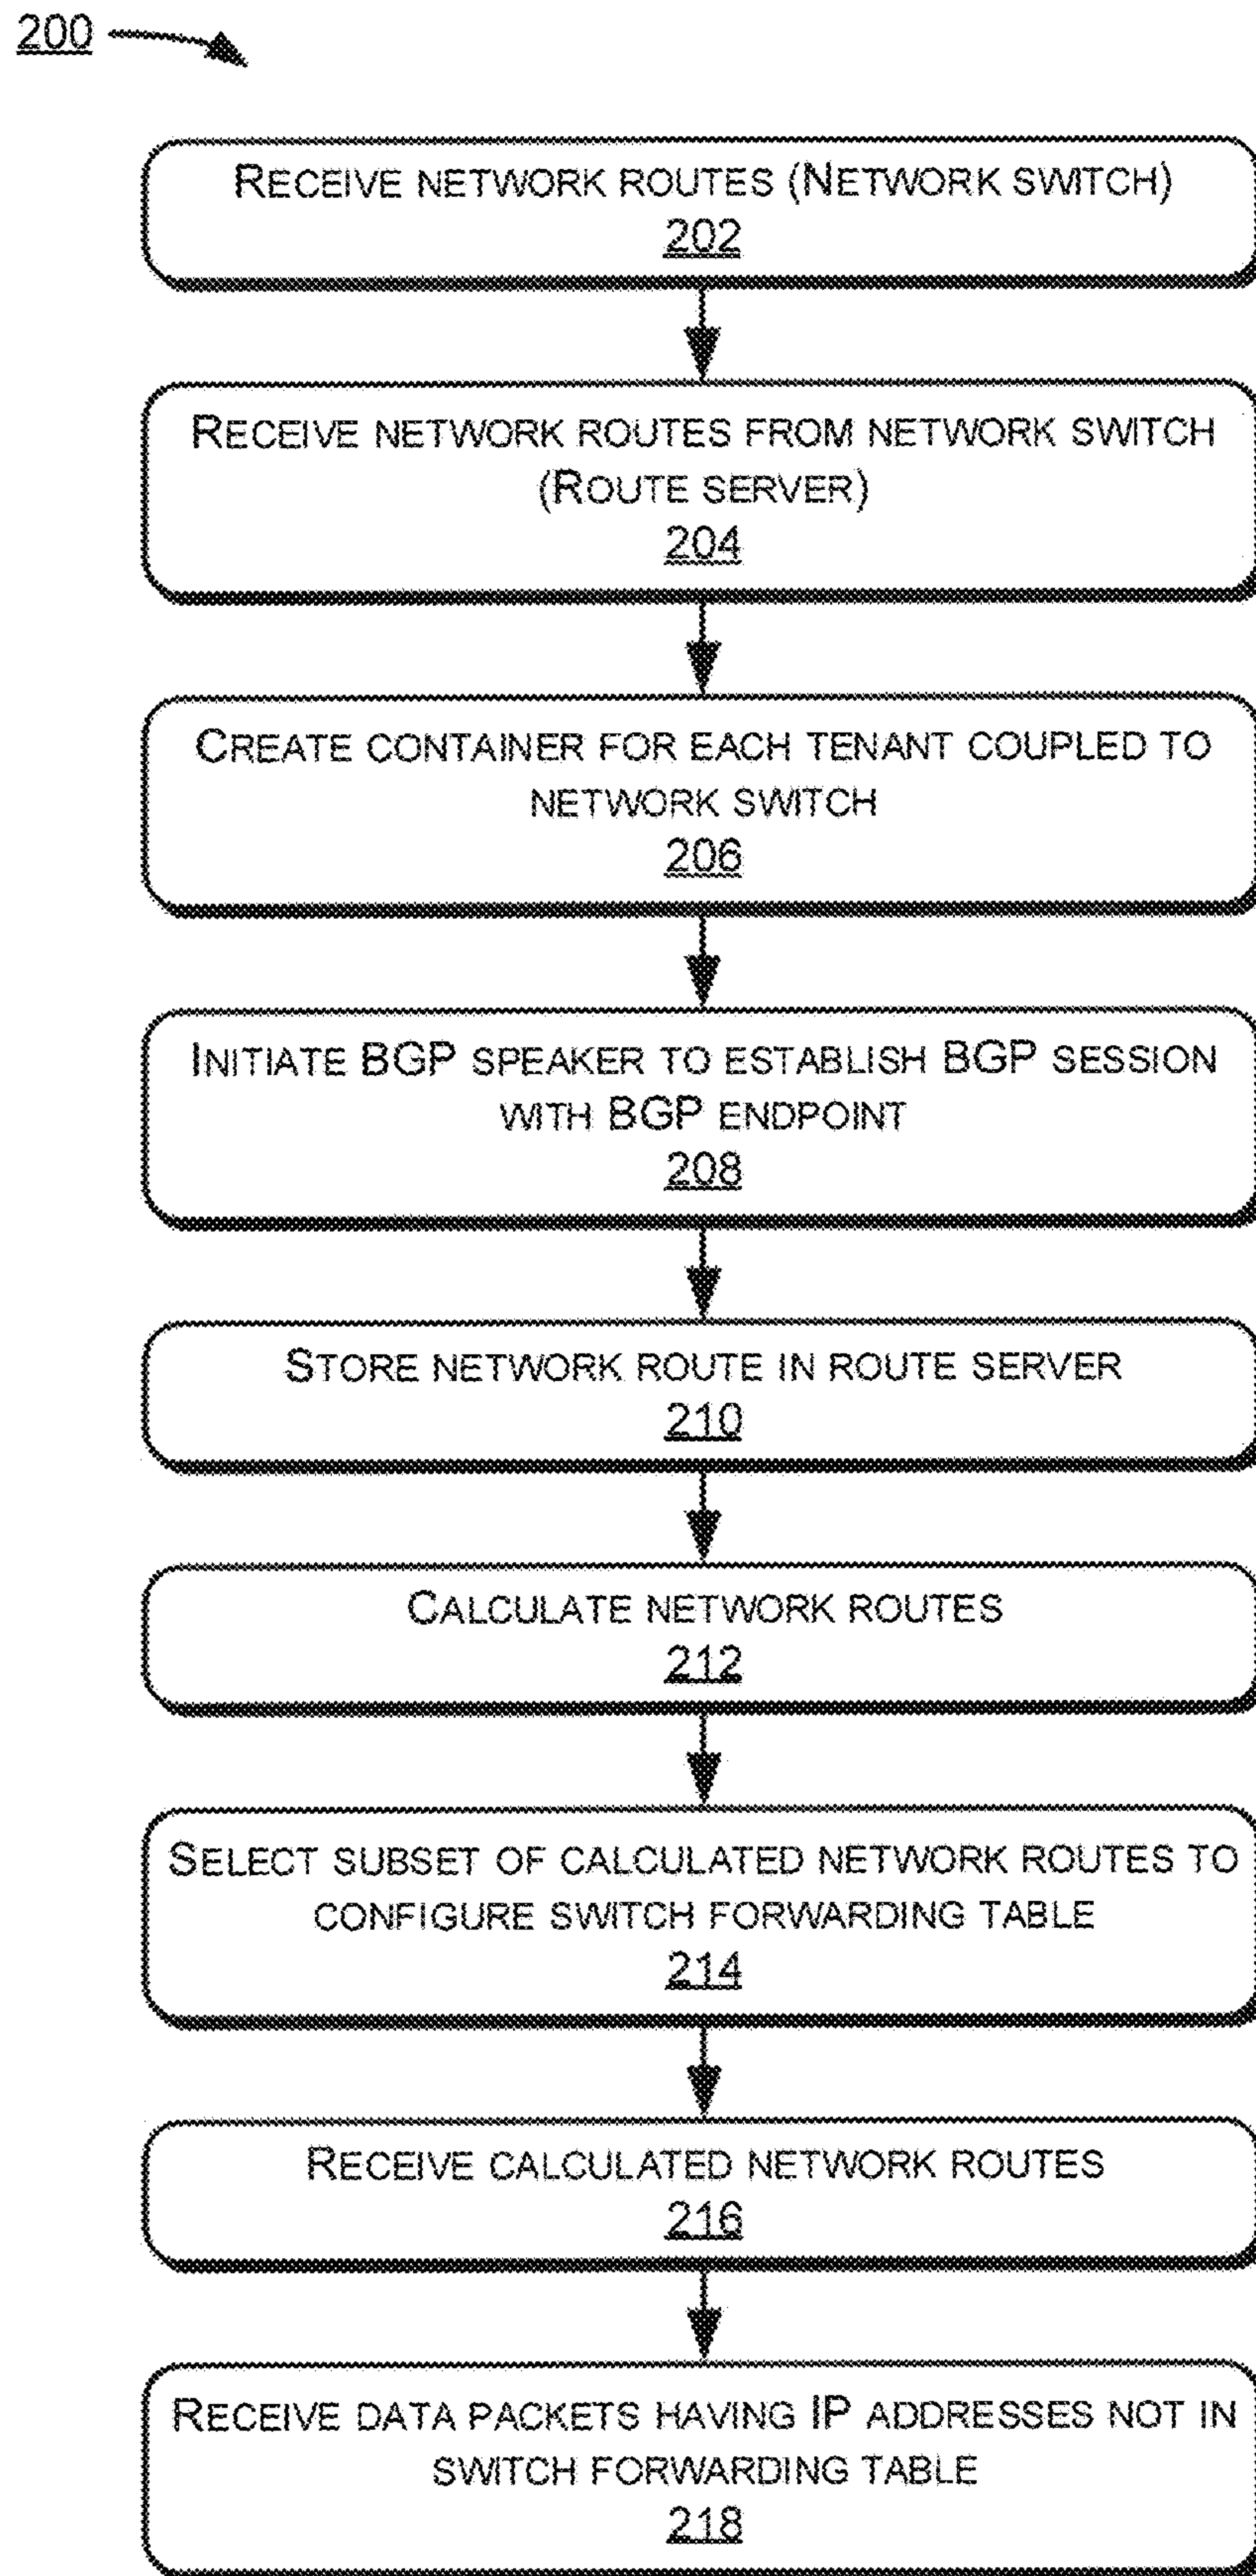 200
RECEIVE NETWORK ROUTES (NETWORK SWITCH)
202
RECEIVE NETWORK ROUTES FROM NETWORK SWITCH
(ROUTE SERVER)
204
CREATE CONTAINER FOR EACH TENANT COUPLED TO
NETWORK SWITCH
206
INITIATE BGP SPEAKER TO ESTABLISH BGP SESSION
WITH BGP ENDPOINT
208
STORE NETWORK ROUTE IN ROUTE SERVER
210
CALCULATE NETWORK ROUTES
212
SELECT SUBSET OF CALCULATED NETWORK ROUTES TO
CONFIGURE SWITCH FORWARDING TABLE
214
RECEIVE CALCULATED NETWORK ROUTES
216
RECEIVE DATA PACKETS HAVING IP ADDRESSES NOT IN
SWITCH FORWARDING TABLE
218